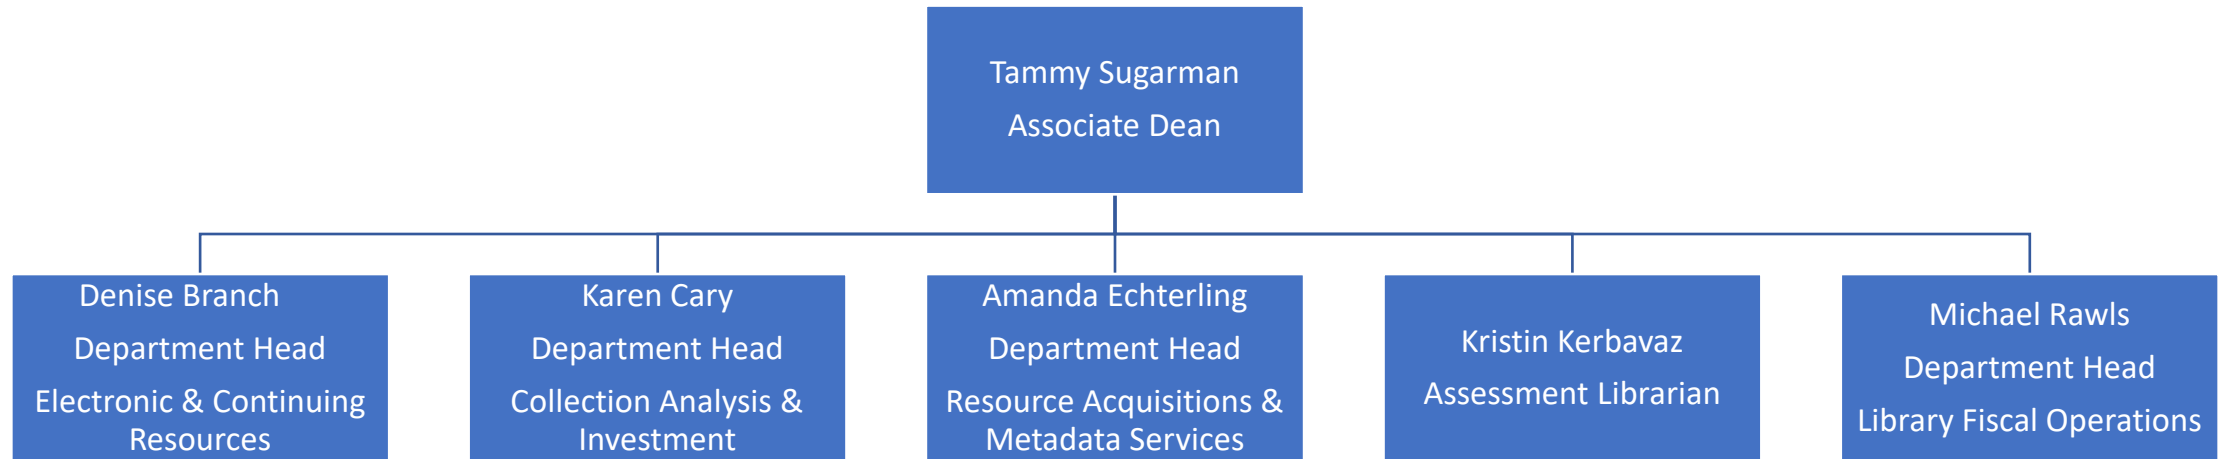 Tammy Sugarman
Associate Dean
Denise Branch
Department Head
Electronic & Continuing
Resources
Karen Cary
Department Head
Collection Analysis &
Investment
Amanda Echterling
Department Head
Resource Acquisitions &
Metadata Services
Kristin Kerbavaz
Assessment Librarian
Michael Rawls
Department Head
Library Fiscal Operations